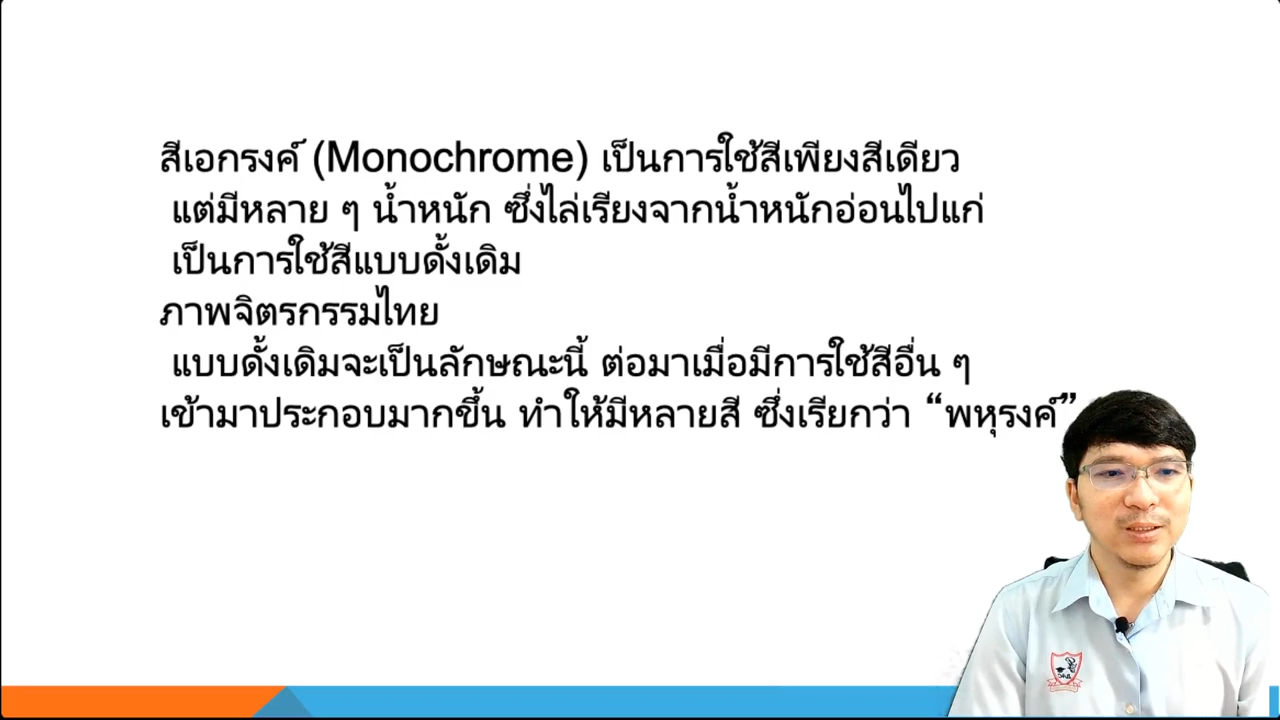 สีเอกรงค์ (Monochrome) เป็นการใช้สีเพียงสีเดียว
แต่มีหลาย ๆ น้ำหนัก ซึ่งไล่เรียงจากน้ำหนักอ่อนไปแก่
เป็นการใช้สีแบบดั้งเดิม
ภาพจิตรกรรมไทย
แบบดั้งเดิมจะเป็นลักษณะนี้ ต่อมาเมื่อมีการใช้สีอื่น ๆ
เข้ามาประกอบมากขึ้น ทำให้มีหลายสี ซึ่งเรียกว่า “พหุรงค์”